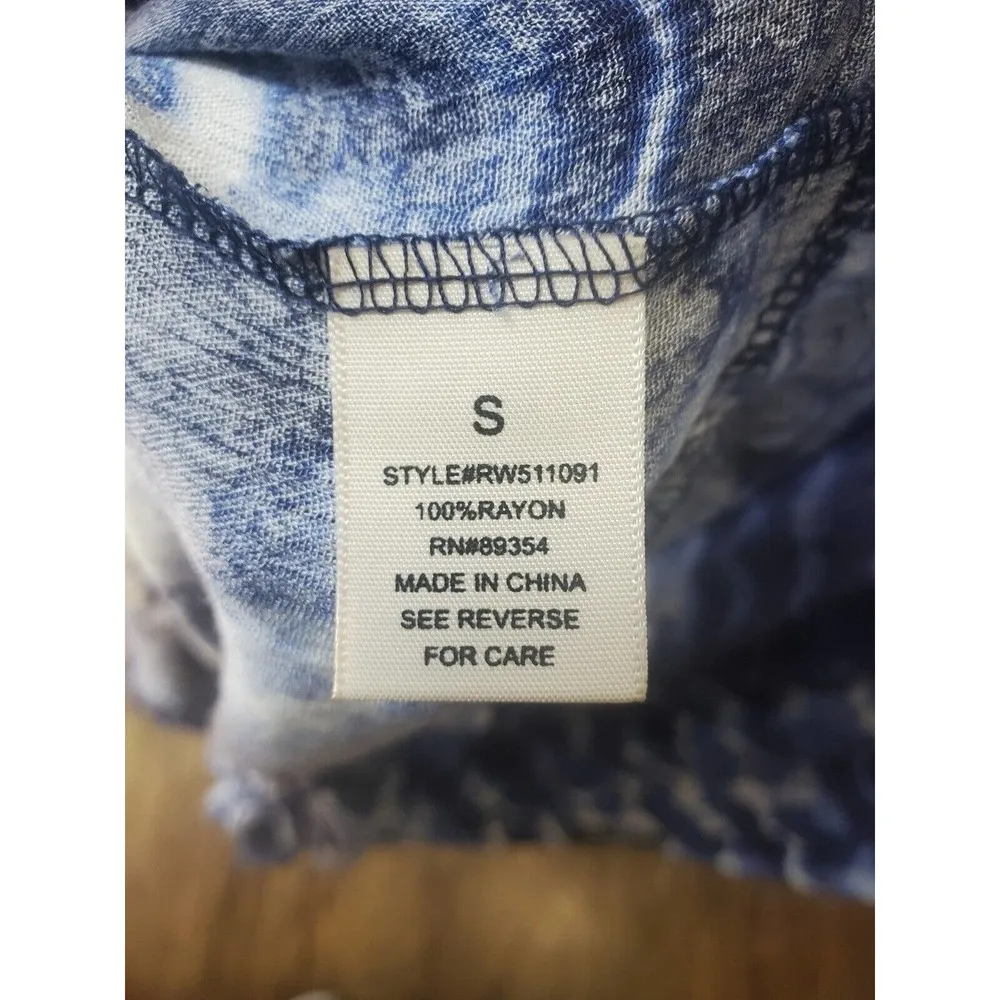 S
STYLE#RW511091
100%RAYON
RN#89354
MADE IN CHINA
SEE REVERSE
FOR CARE